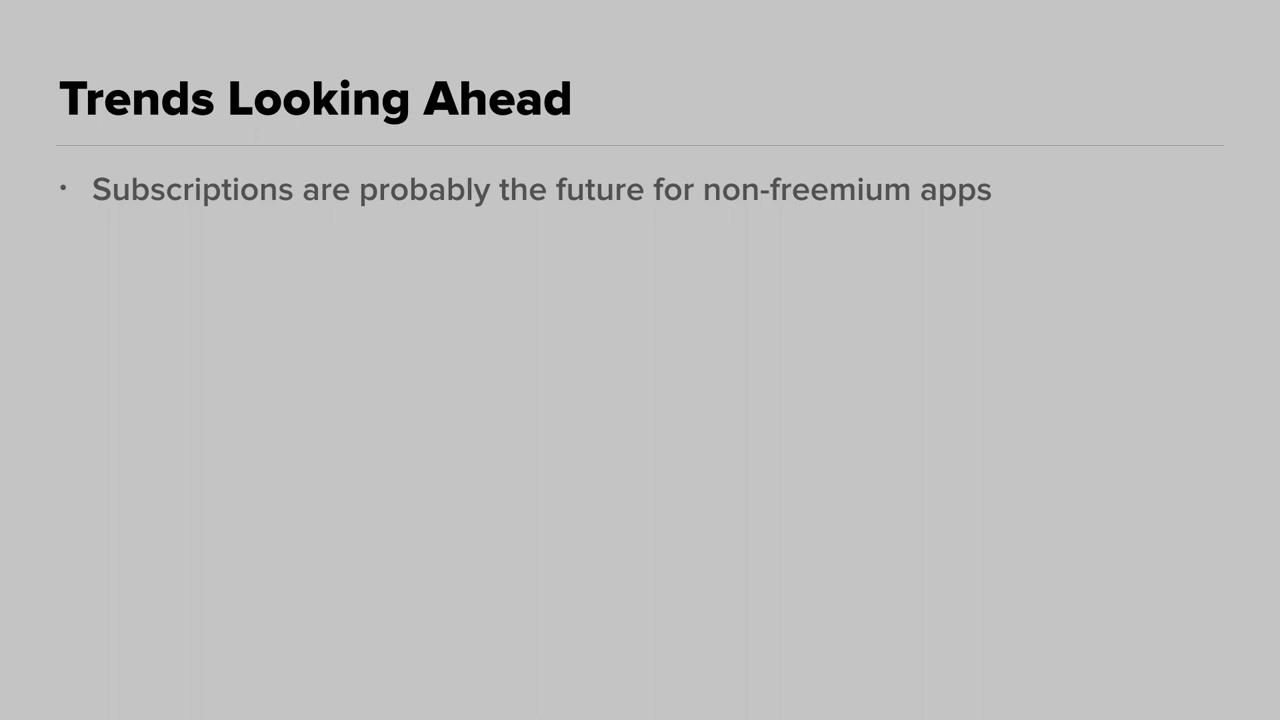 Trends Looking Ahead
• Subscriptions are probably the future for non-freemium apps